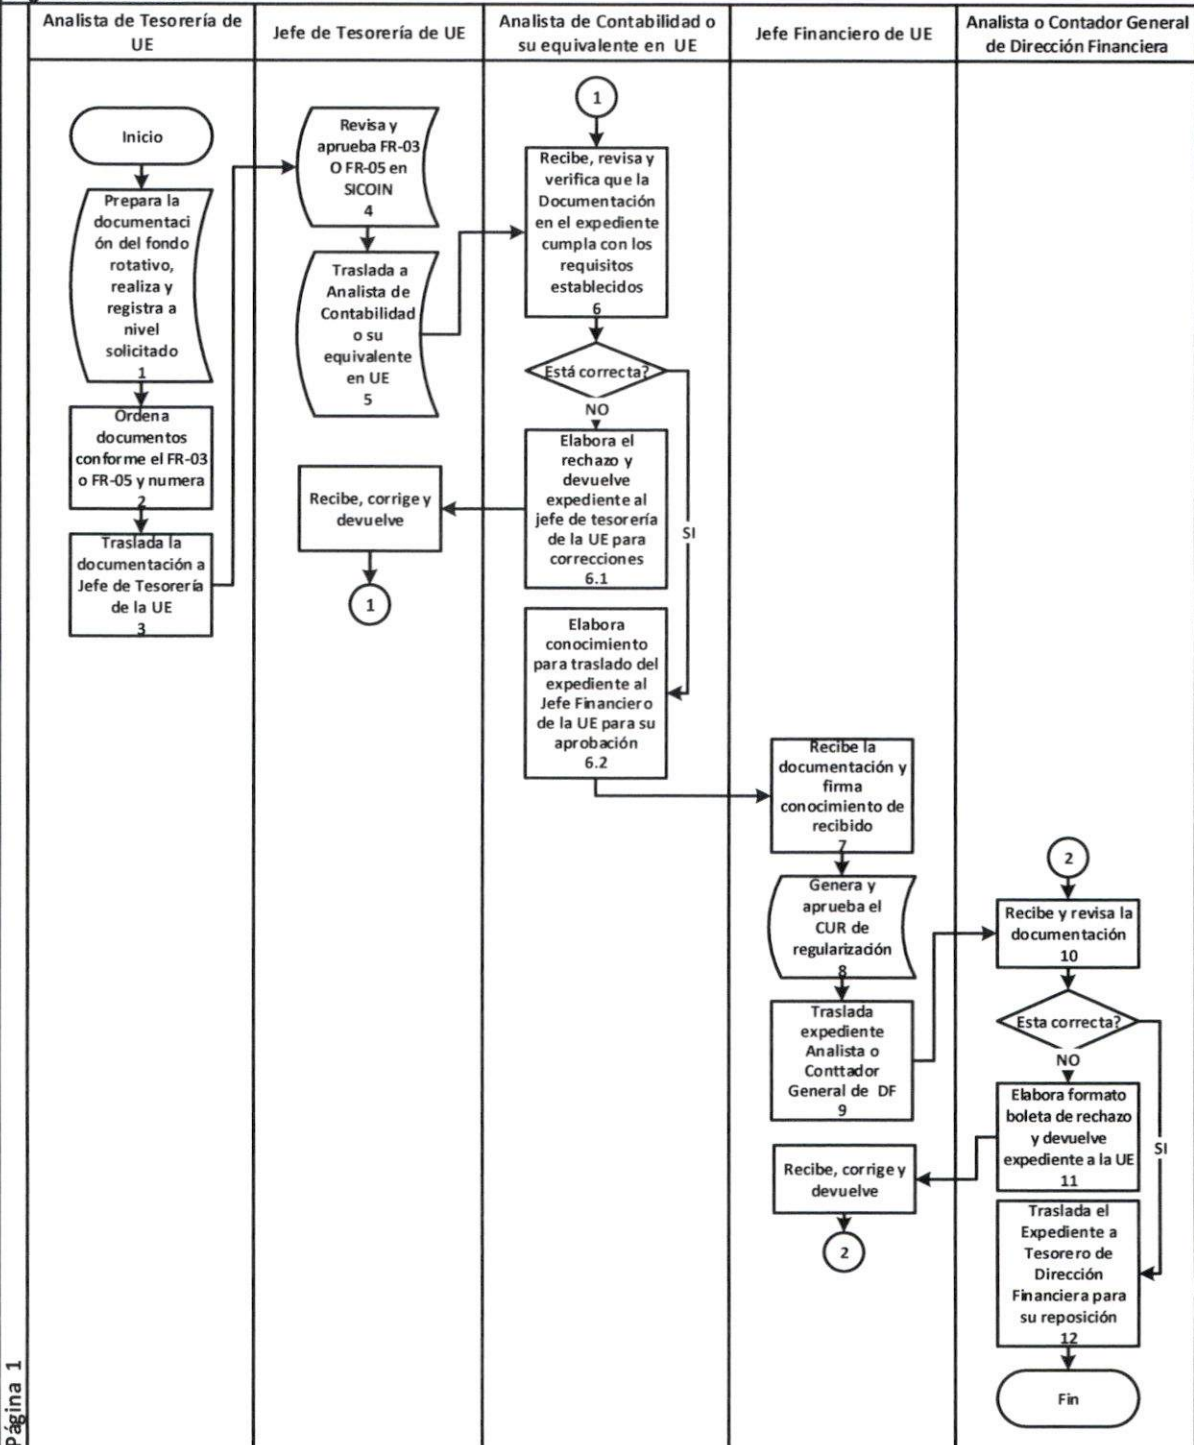 Analista de Tesorería de
UE
Jefe de Tesorería de UE
Analista de Contabilidad o
su equivalente en UE
Jefe Financiero de UE
Analista o Contador General
de Dirección Financiera
Inicio
Prepara la
documentaci
ón del fondo
rotativo,
realiza y
registra a
nivel
solicitado
1
Ordena
documentos
conforme el FR-03
o FR-05 y numera
2
Traslada la
documentación a
Jefe de Tesorería
de la UE
3
Revisa y
aprueba FR-03
O FR-05 en
SICOIN
4
Traslada a
Analista de
Contabilidad
o su
equivalente
en UE
5
Recibe, corrige y
devuelve
1
1
Recibe, revisa y
verifica que la
Documentación
en el expediente
cumpla con los
requisitos
establecidos
6
Está correcta?
NO
SI
Elabora el
rechazo y
devuelve
expediente al
jefe de tesorería
de la UE para
correcciones
6.1
Elabora
conocimiento
para traslado del
expediente al
Jefe Financiero
de la UE para su
aprobación
6.2
Recibe la
documentación y
firma
conocimiento de
recibido
7
Genera y
aprueba el
CUR de
regularización
8
Traslada
expediente
Analista o
Conttador
General de DF
9
Recibe, corrige y
devuelve
2
2
Recibe y revisa la
documentación
10
Esta correcta?
NO
SI
Elabora formato
boleta de rechazo
y devuelve
expediente a la UE
11
Traslada el
Expediente a
Tesorero de
Dirección
Financiera para
su reposición
12
Fin
Página 1